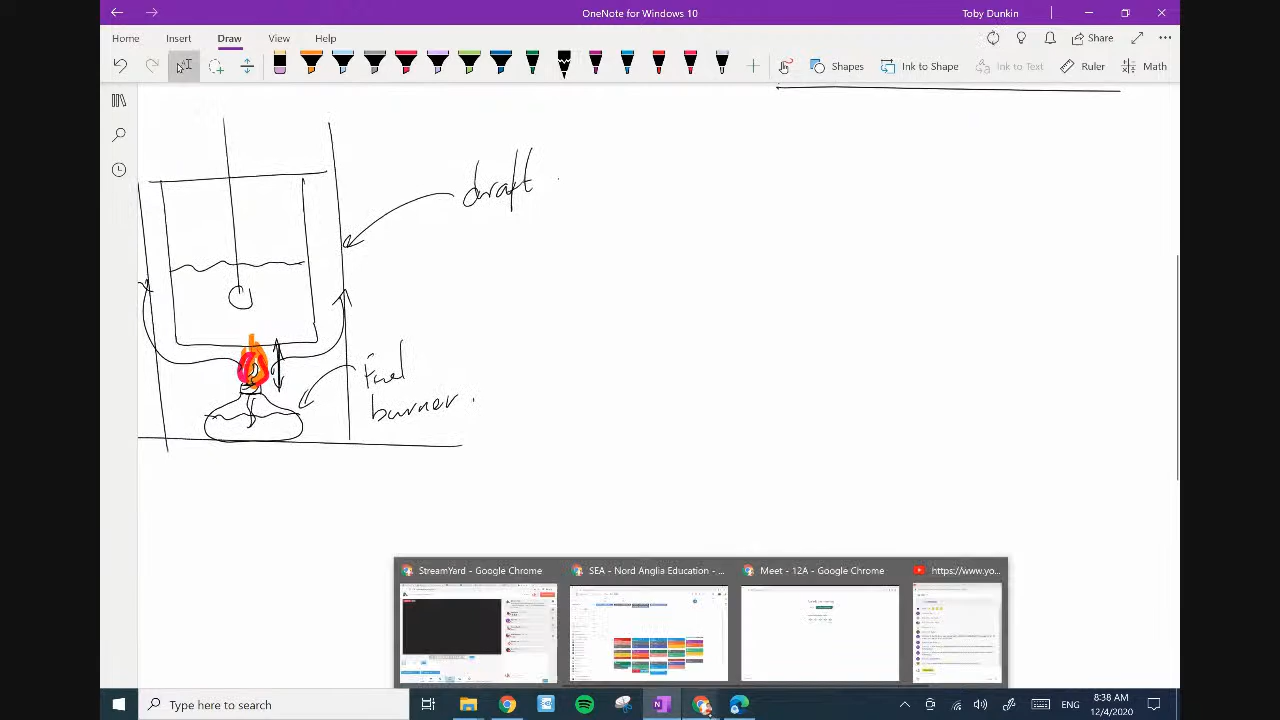 OneNote for Windows 10
Toby Dunkin
Home
Insert
Draw
View
Help
Share
Shapes
Ink to Shape
Ink to Text
Ruler
Math
draft
Fuel
burner.
StreamYard - Google Chrome
SEA - Nord Anglia Education - ...
Meet - 12A - Google Chrome
https://www.yo...
Type here to search
ENG
:38 AM
12/4/2020